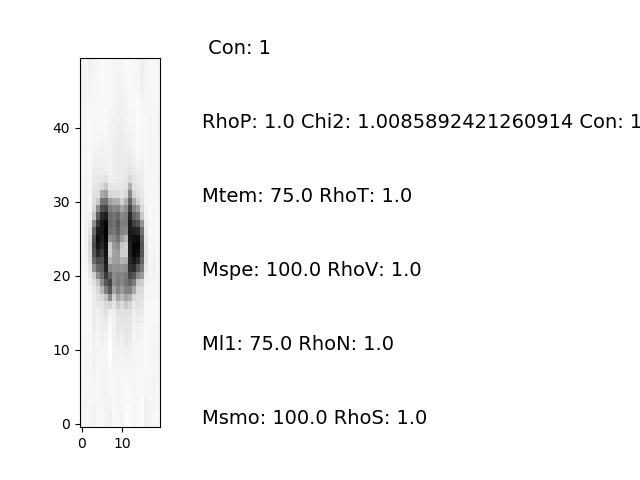 Con: 1
RhoP: 1.0 Chi2: 1.0085892421260914 Con: 1
Mtem: 75.0 RhoT: 1.0
Mspe: 100.0 RhoV: 1.0
Ml1: 75.0 RhoN: 1.0
Msmo: 100.0 RhoS: 1.0
40
30
20
10
0
0 10